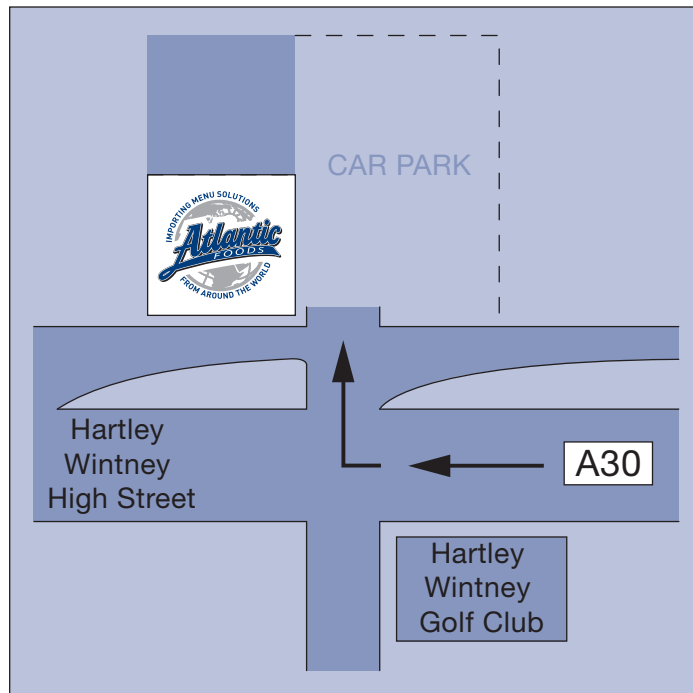 CAR PARK
IMPORTING MENU SOLUTIONS
Atlantic
FOODS
FROM AROUND THE WORLD
Hartley
Wintney
High Street
A30
Hartley
Wintney
Golf Club